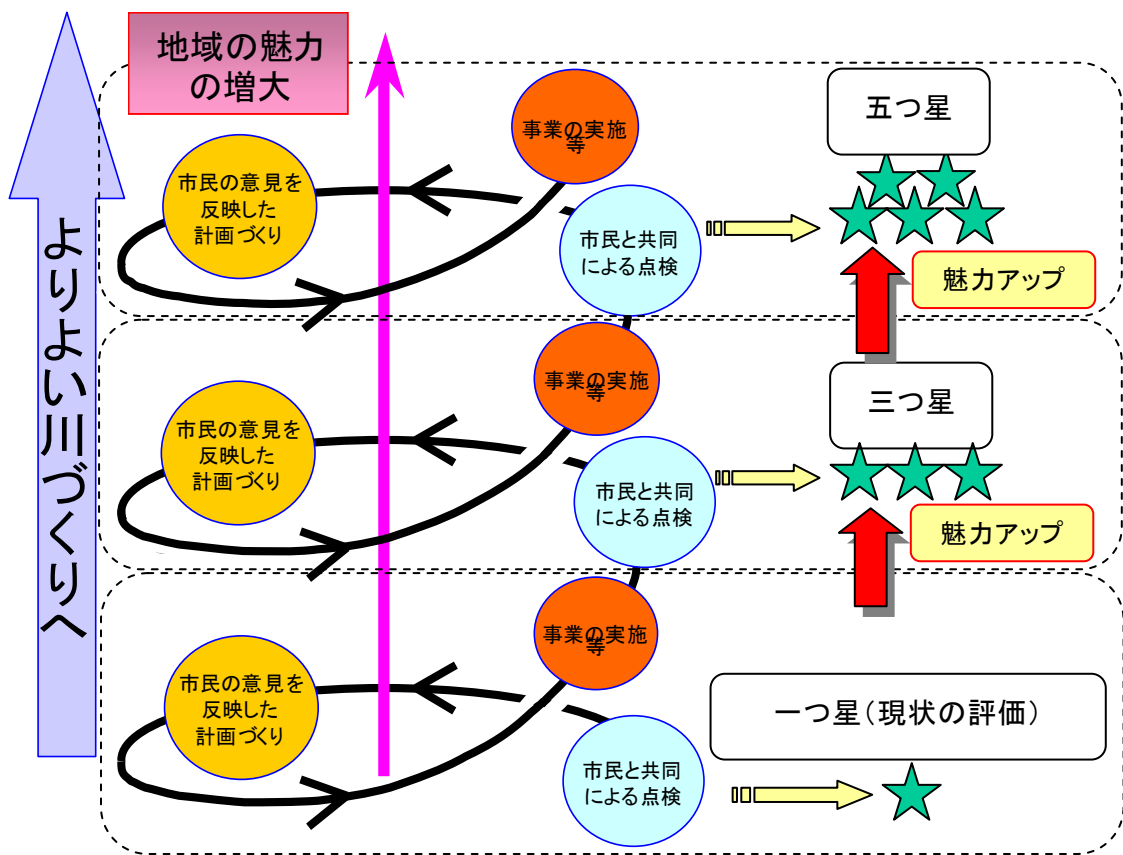 地域の魅力
の増大
よりよい川づくりへ
事業の実施
等
市民の意見を
反映した
計画づくり
市民と共同
による点検
五つ星
魅力アップ
事業の実施
等
市民の意見を
反映した
計画づくり
市民と共同
による点検
三つ星
魅力アップ
事業の実施
等
市民の意見を
反映した
計画づくり
市民と共同
による点検
一つ星(現状の評価)